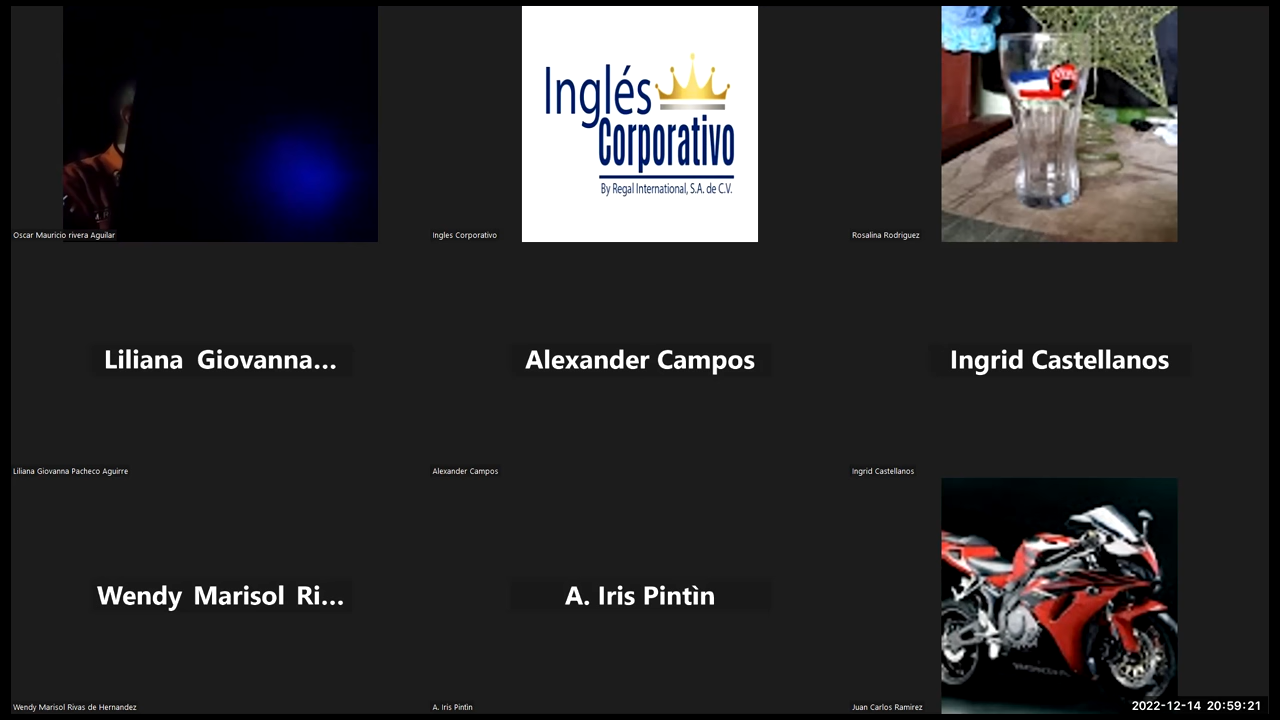 Inglés
Corporativo
By Regal International, S.A. de C.V.
Oscar Mauricio rivera Aguilar
Ingles Corporativo
Rosalina Rodriguez
Liliana Giovanna...
Alexander Campos
Ingrid Castellanos
Liliana Giovanna Pacheco Aguirre
Alexander Campos
Ingrid Castellanos
Wendy Marisol Ri...
A. Iris Pintìn
HONDA
Wendy Marisol Rivas de Hernandez
A. Iris Pintìn
Juan Carlos Ramirez
2022-12-14 20:59:21